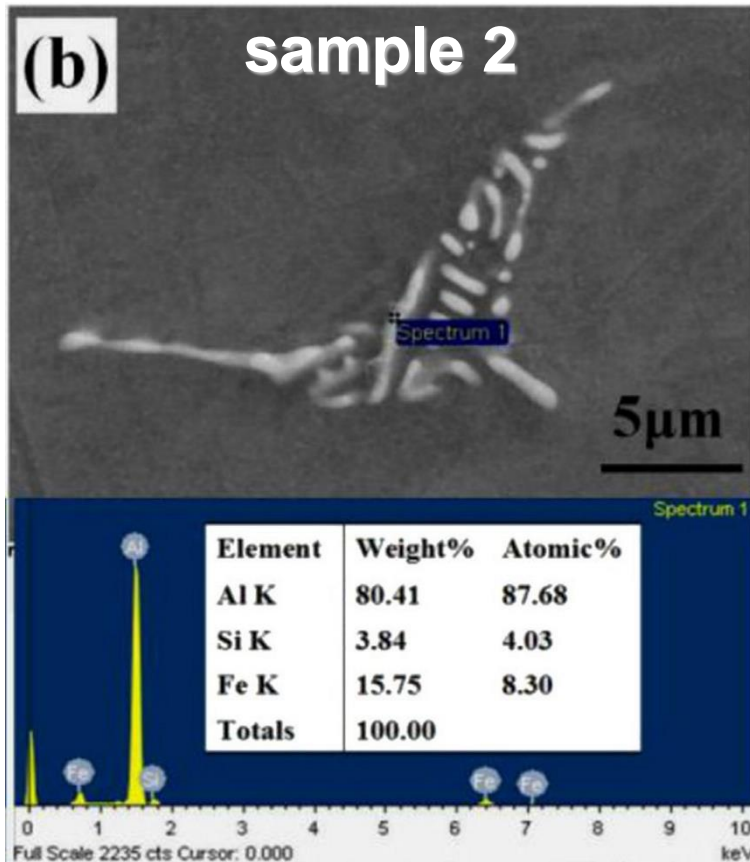 (b) sample 2
Spectrum 1
5μm
Spectrum 1
Element Weight% Atomic%
Al K 80.41 87.68
Si K 3.84 4.03
Fe K 15.75 8.30
Totals 100.00
Al
Fe Si Fe Fe
0 1 2 3 4 5 6 7 8 9 10
Full Scale 2235 cts Cursor: 0.000 keV